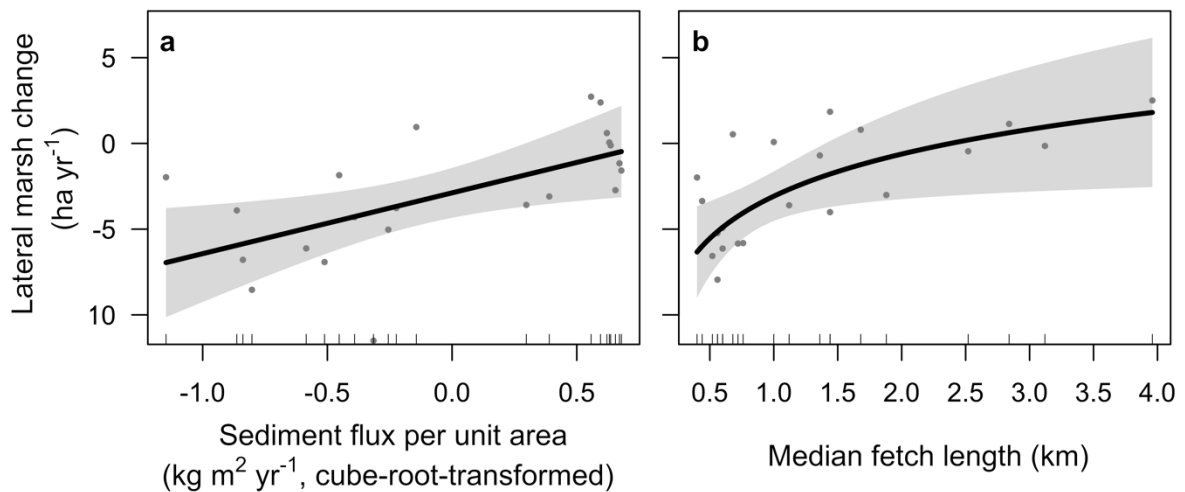 a
b
Lateral marsh change
(ha yr⁻¹)
5
0
-5
10
-1.0 -0.5 0.0 0.5
0.5 1.0 1.5 2.0 2.5 3.0 3.5 4.0
Sediment flux per unit area
(kg m² yr⁻¹, cube-root-transformed)
Median fetch length (km)